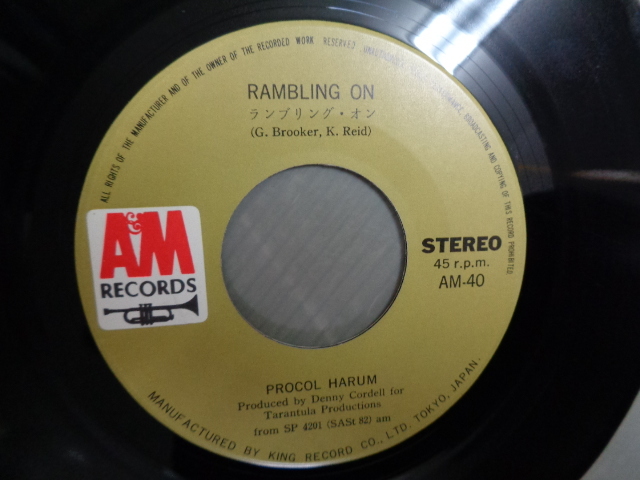 ALL RIGHTS OF THE MANUFACTURER AND OF THE OWNER OF THE RECORDED WORK RESERVED. BROADCASTING AND COPYING OF THIS RECORD PROHIBITED
RAMBLING ON
ランブリング・オン
(G. Brooker, K. Reid)
A&M
RECORDS
STEREO
45 r.p.m.
AM-40
PROCOL HARUM
Produced by Denny Cordell for
Tarantula Productions
from SP 4201 (SASt 82) am
MANUFACTURED BY KING RECORD CO., LTD. TOKYO, JAPAN.